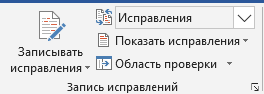 Записывать
исправления
Исправления
Показать исправления
Область проверки
Запись исправлений